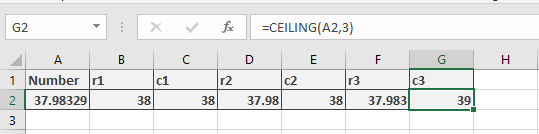 G2 fx =CEILING(A2,3)
A B C D E F G H
1 Number r1 c1 r2 c2 r3 c3
2 37.98329 38 38 37.98 38 37.983 39
3